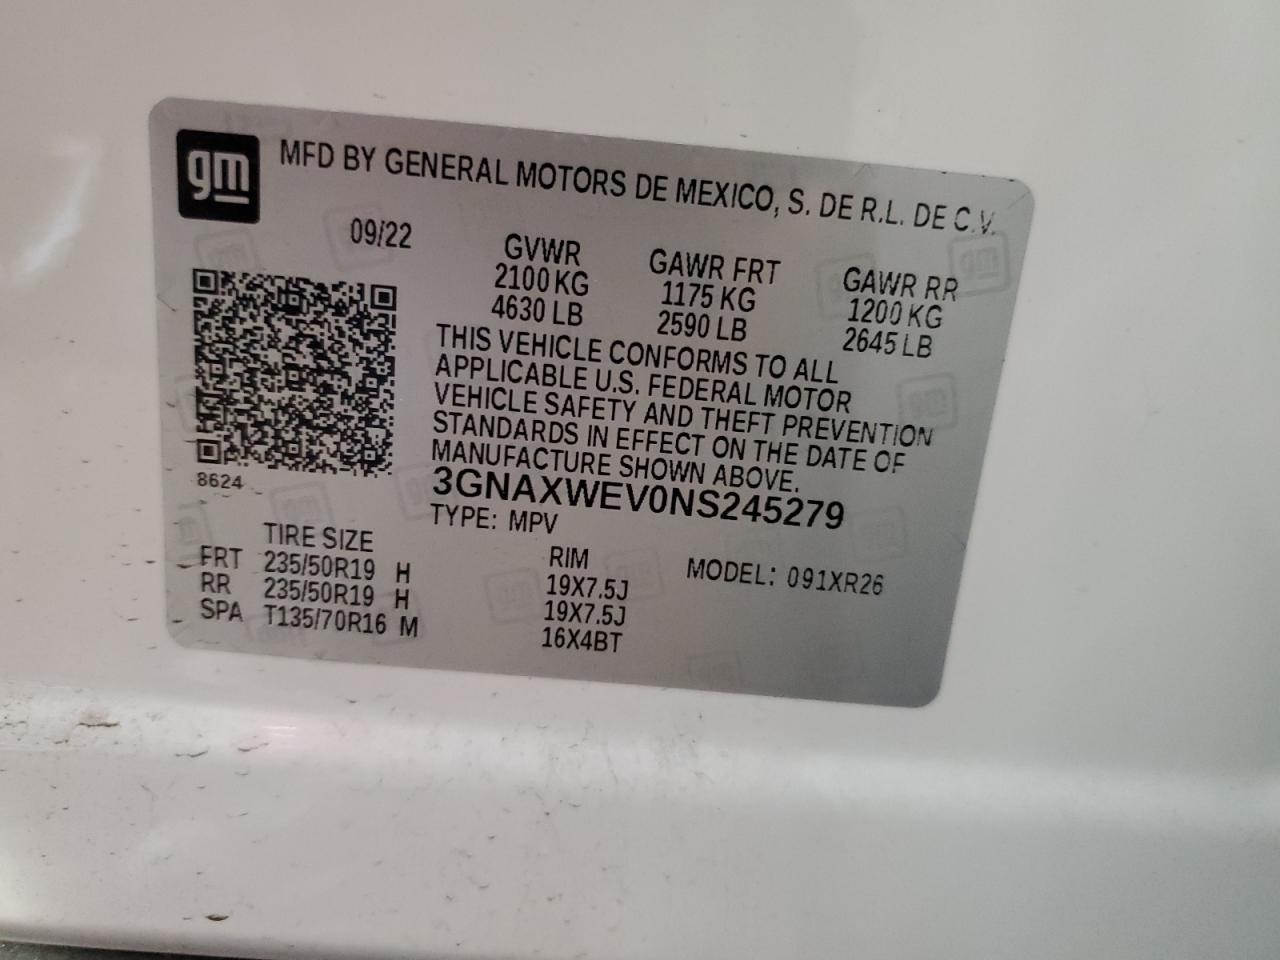 gm MFD BY GENERAL MOTORS DE MEXICO, S. DE R.L. DE C.V.
09/22 GVWR GAWR FRT GAWR RR
2100 KG 1175 KG 1200 KG
4630 LB 2590 LB 2645 LB
THIS VEHICLE CONFORMS TO ALL
APPLICABLE U.S. FEDERAL MOTOR
VEHICLE SAFETY AND THEFT PREVENTION
STANDARDS IN EFFECT ON THE DATE OF
MANUFACTURE SHOWN ABOVE.
8624 3GNAXWEV0NS245279
TYPE: MPV
TIRE SIZE RIM MODEL: 091XR26
FRT 235/50R19 H 19X7.5J
RR 235/50R19 H 19X7.5J
SPA T135/70R16 M 16X4BT